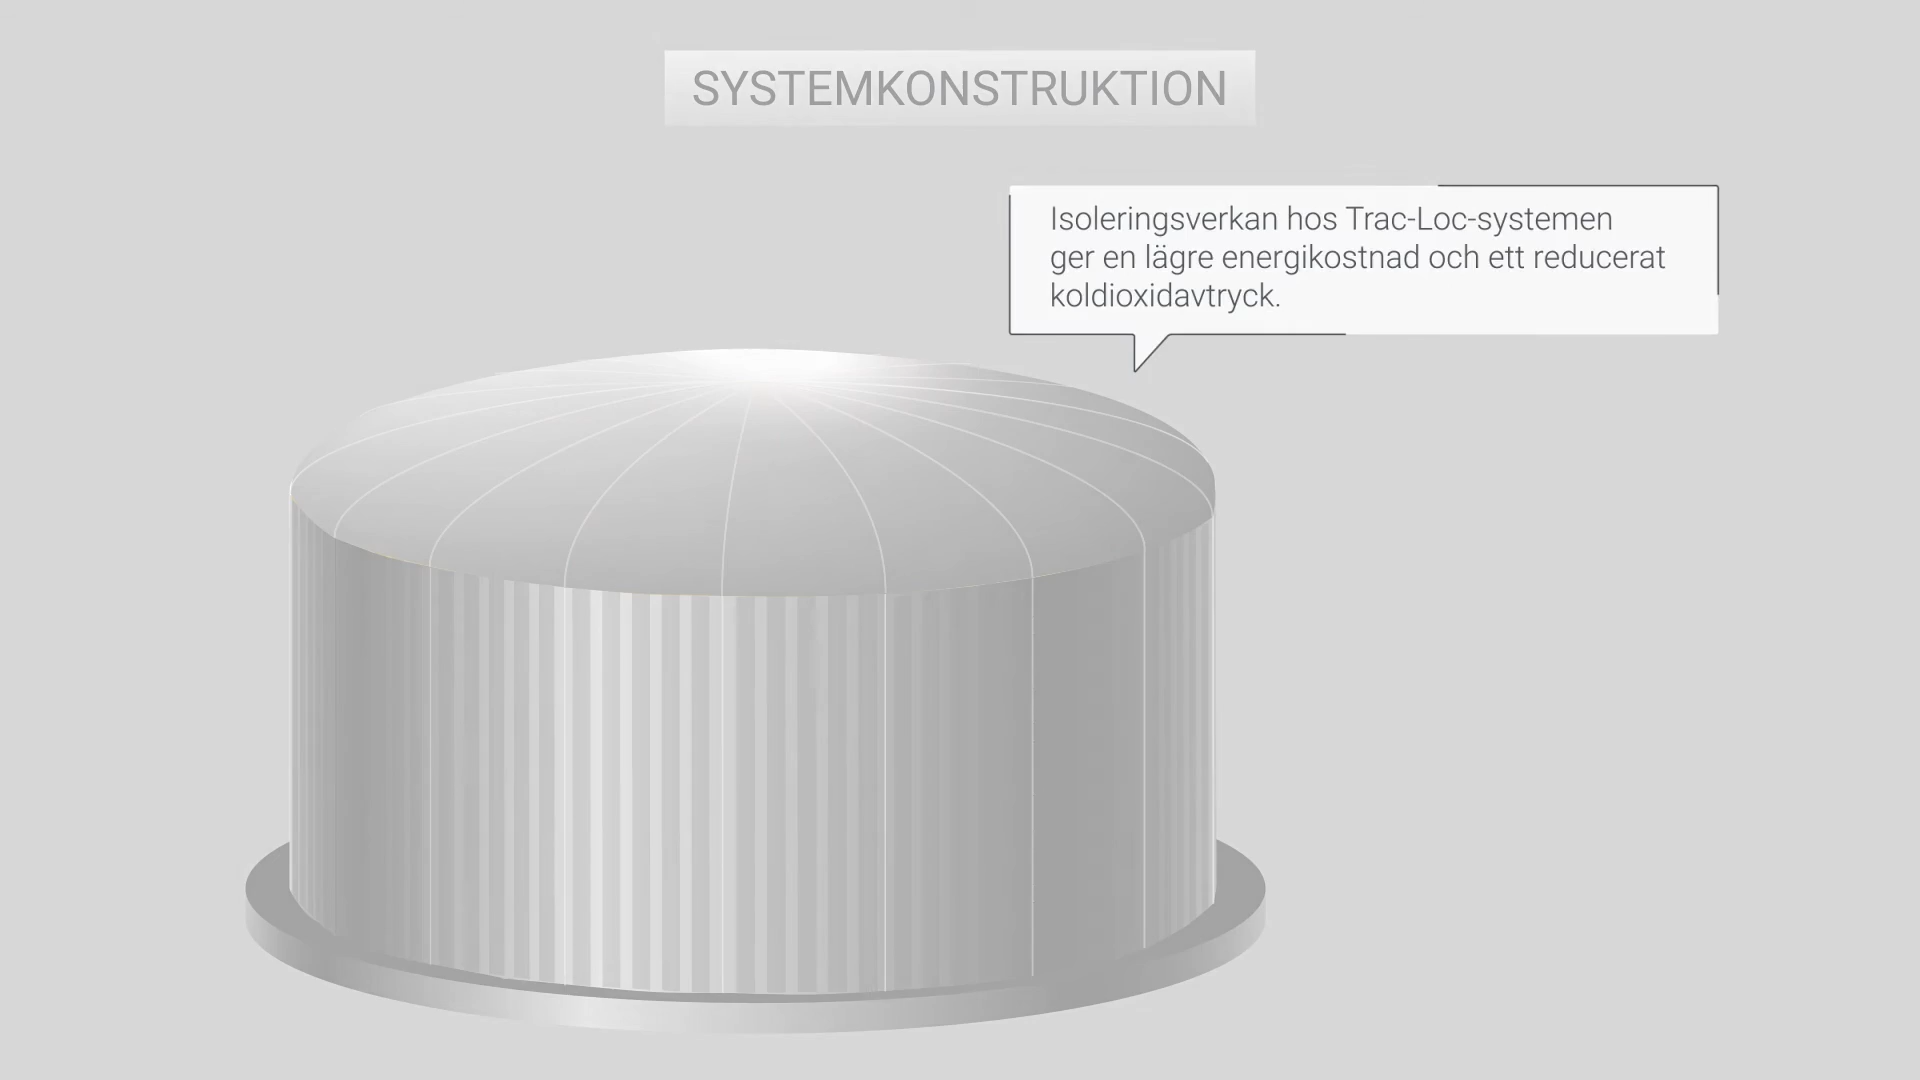 SYSTEMKONSTRUKTION
Isoleringsverkan hos Trac-Loc-systemen
ger en lägre energikostnad och ett reducerat
koldioxidavtryck.